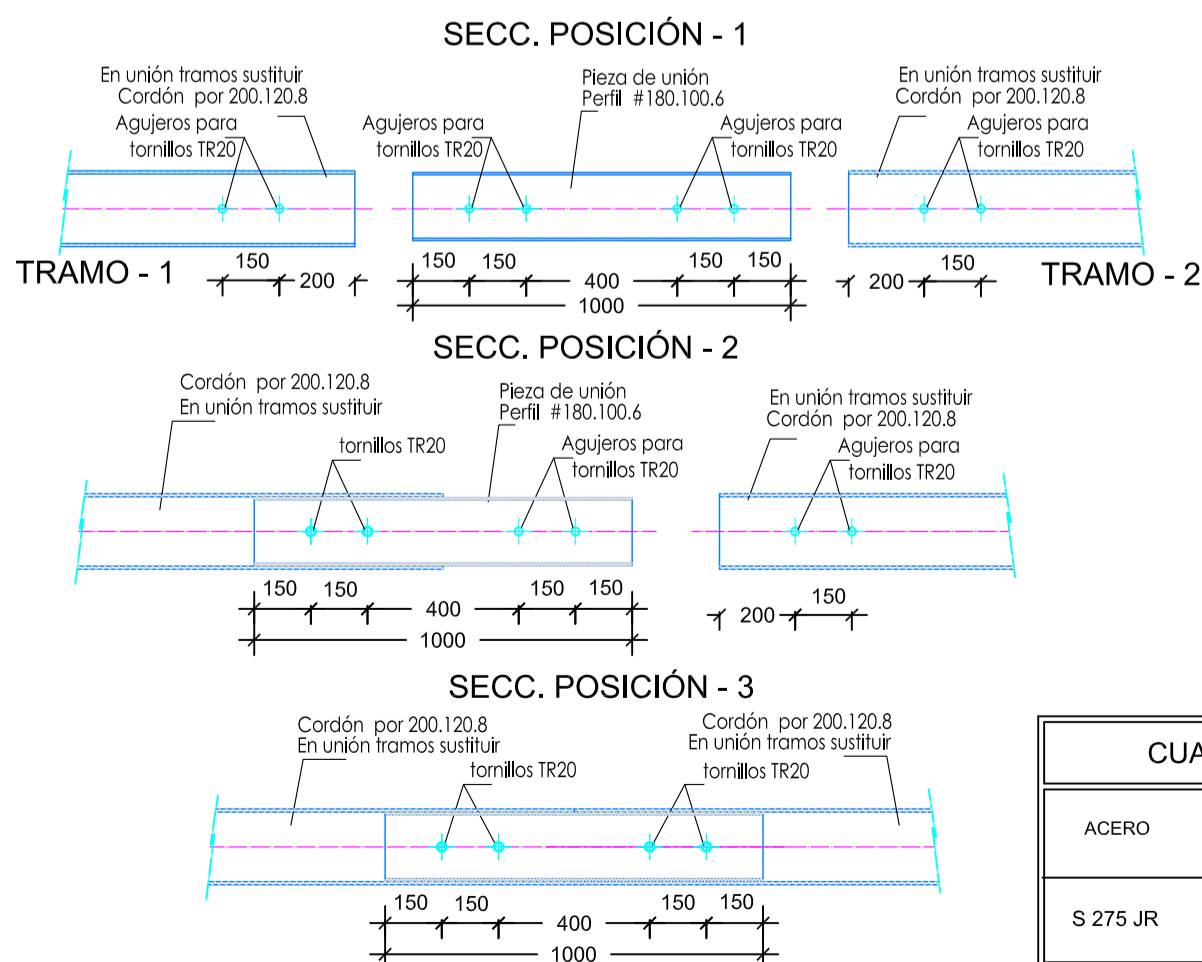 SECC. POSICIÓN - 1
En unión tramos sustituir
Cordón por 200.120.8
Agujeros para
tornillos TR20
Agujeros para
tornillos TR20
Pieza de unión
Perfil #180.100.6
Agujeros para
tornillos TR20
En unión tramos sustituir
Cordón por 200.120.8
Agujeros para
tornillos TR20
TRAMO - 1
150
200
150
150
400
150
150
1000
200
150
TRAMO - 2
SECC. POSICIÓN - 2
Cordón por 200.120.8
En unión tramos sustituir
tornillos TR20
Pieza de unión
Perfil #180.100.6
Agujeros para
tornillos TR20
En unión tramos sustituir
Cordón por 200.120.8
Agujeros para
tornillos TR20
150
150
400
150
150
1000
200
150
SECC. POSICIÓN - 3
Cordón por 200.120.8
En unión tramos sustituir
tornillos TR20
Cordón por 200.120.8
En unión tramos sustituir
tornillos TR20
150
150
400
150
150
1000
CUA
ACERO
S 275 JR